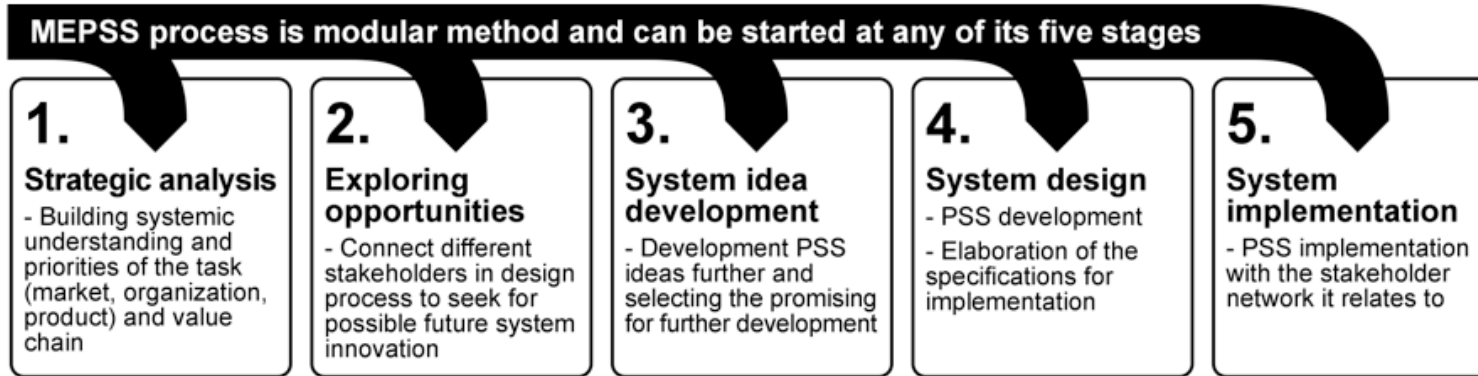 MEPSS process is modular method and can be started at any of its five stages
1.
Strategic analysis
- Building systemic
understanding and
priorities of the task
(market, organization,
product) and value
chain
2.
Exploring
opportunities
- Connect different
stakeholders in design
process to seek for
possible future system
innovation
3.
System idea
development
- Development PSS
ideas further and
selecting the promising
for further development
4.
System design
- PSS development
- Elaboration of the
specifications for
implementation
5.
System
implementation
- PSS implementation
with the stakeholder
network it relates to